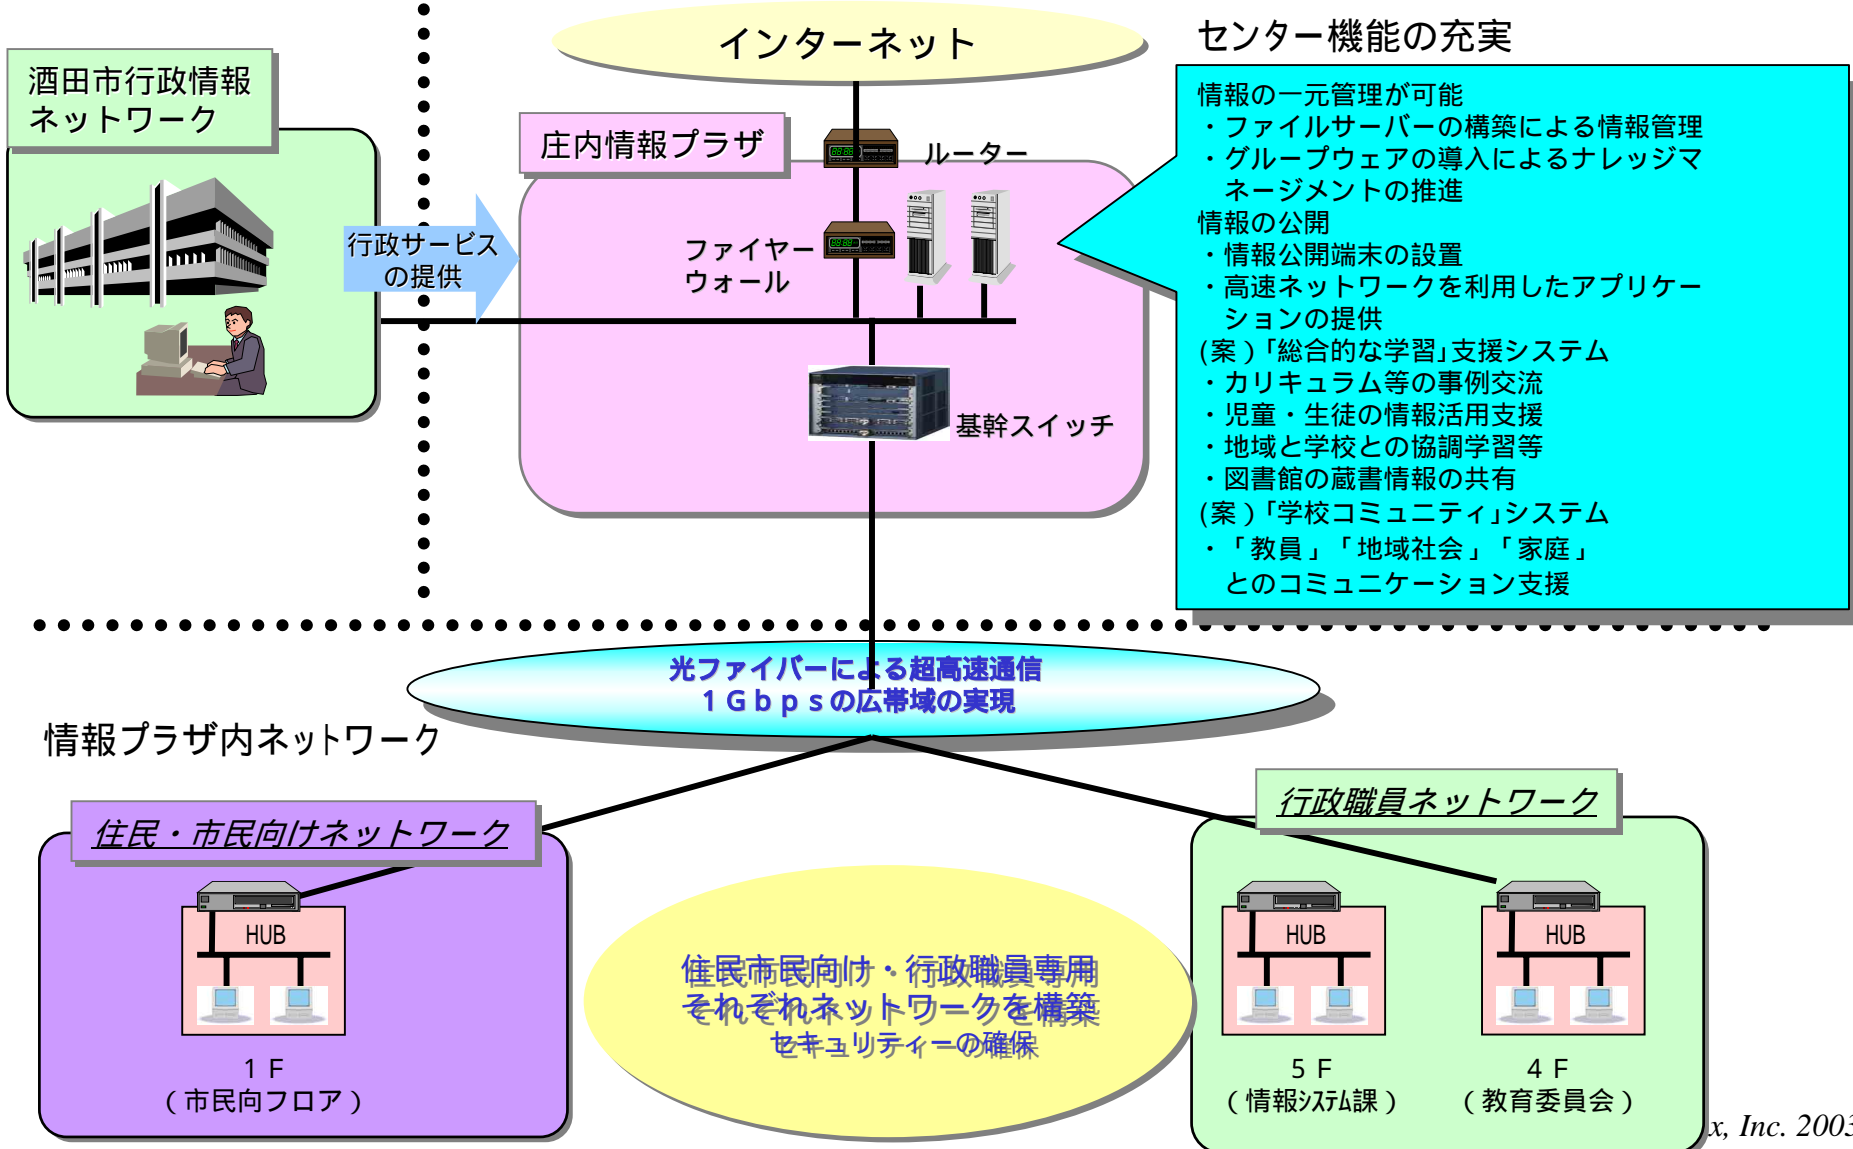 インターネット
センター機能の充実
酒田市行政情報
ネットワーク
庄内情報プラザ
ルーター
ファイヤー
ウォール
行政サービス
の提供
基幹スイッチ
情報の一元管理が可能
・ファイルサーバーの構築による情報管理
・グループウェアの導入によるナレッジマ
ネージメントの推進
情報の公開
・情報公開端末の設置
・高速ネットワークを利用したアプリケー
ションの提供
(案)「総合的な学習」支援システム
・カリキュラム等の事例交流
・児童・生徒の情報活用支援
・地域と学校との協調学習等
・図書館の蔵書情報の共有
(案)「学校コミュニティ」システム
・「教員」「地域社会」「家庭」
とのコミュニケーション支援
光ファイバーによる超高速通信
1Gbpsの広帯域の実現
情報プラザ内ネットワーク
住民・市民向けネットワーク
HUB
1F
(市民向フロア)
住民市民向け・行政職員専用
それぞれネットワークを構築
セキュリティーの確保
行政職員ネットワーク
HUB
5F
(情報システム課)
HUB
4F
(教育委員会)
x, Inc. 2003